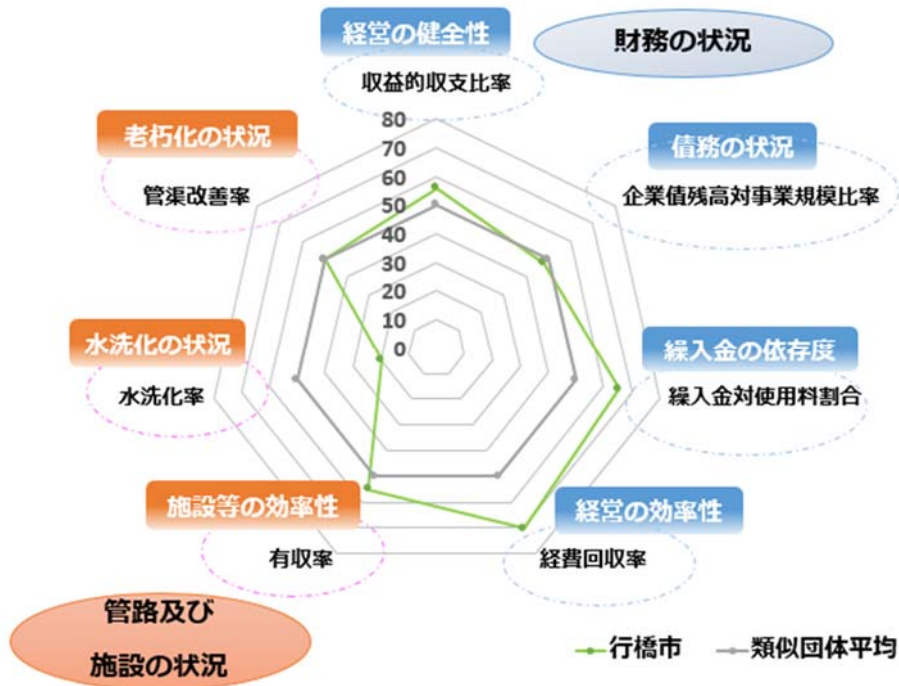 経営の健全性
財務の状況
収益的収支比率
老朽化の状況
管渠改善率
債務の状況
企業債残高対事業規模比率
80
70
60
50
40
30
20
10
0
水洗化の状況
水洗化率
繰入金の依存度
繰入金対使用料割合
施設等の効率性
有収率
経営の効率性
経費回収率
管路及び
施設の状況
行橋市
類似団体平均